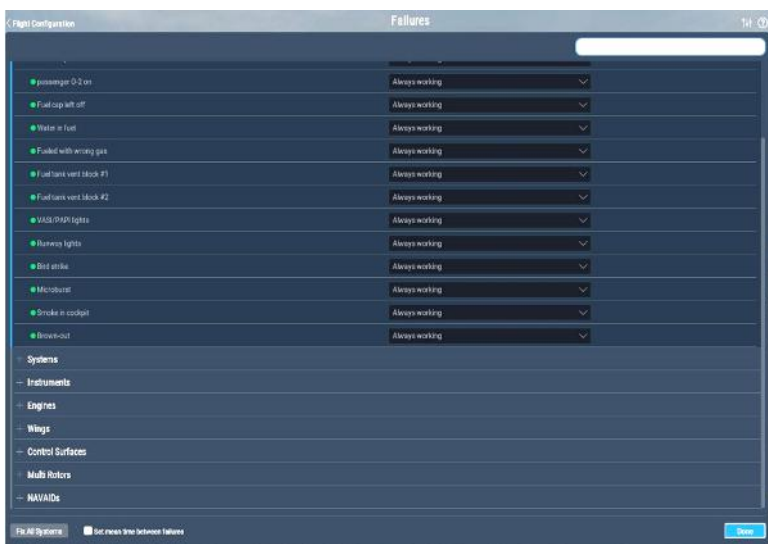 Flight Configuration
Failures
passenger O-2 on Always working
Fuel cap left off Always working
Water in fuel Always working
Fueled with wrong gas Always working
Fuel tank vent block #1 Always working
Fuel tank vent block #2 Always working
VASI/PAPI lights Always working
Runway lights Always working
Bird strike Always working
Microburst Always working
Smoke in cockpit Always working
Brown-out Always working
Systems
Instruments
Engines
Wings
Control Surfaces
Multi Rotors
NAVAIDs
Fix All Systems Set mean time between failures Done